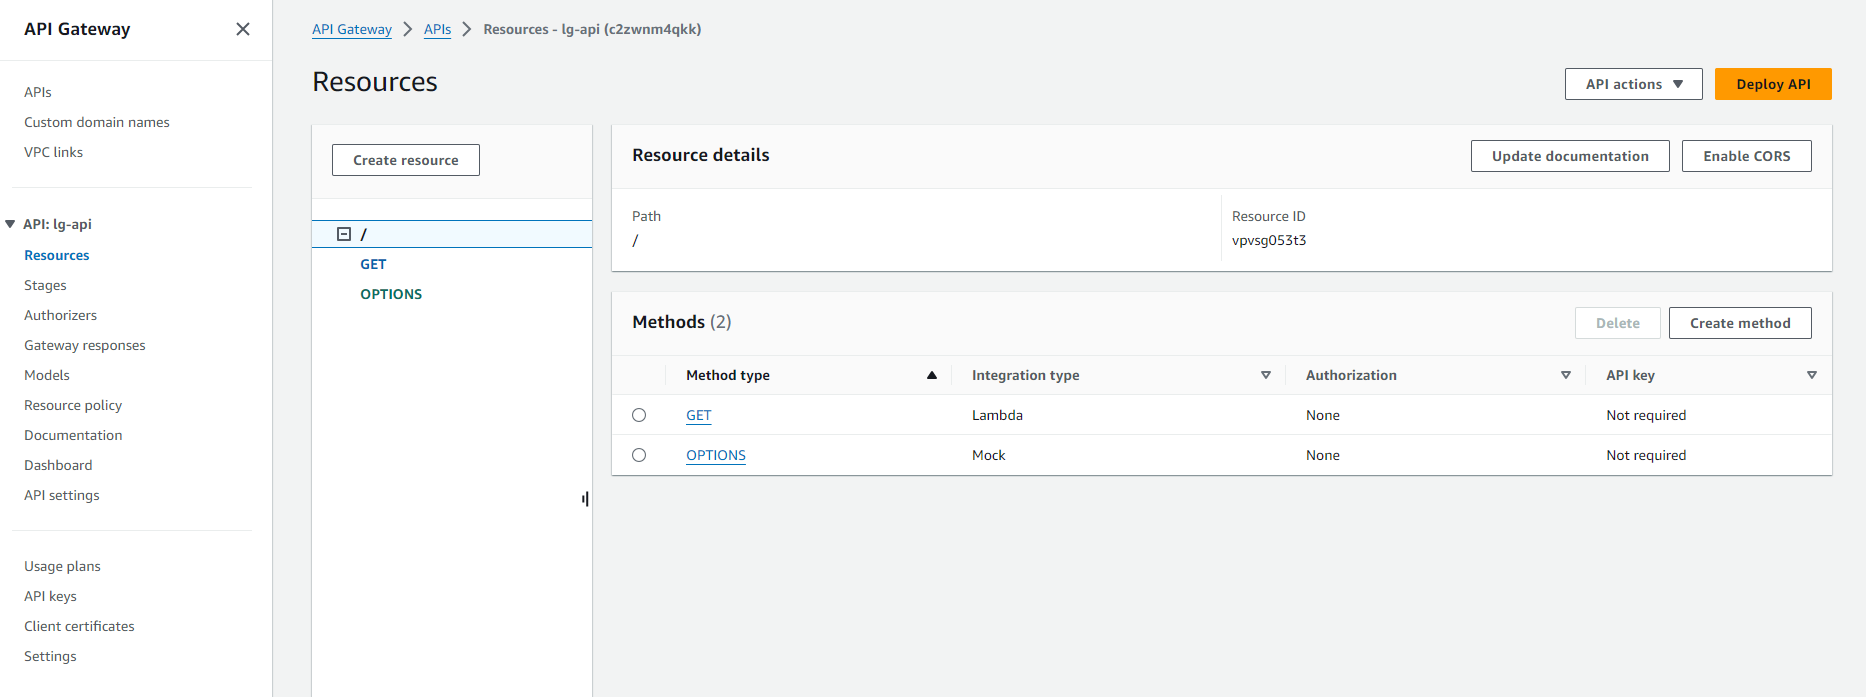 API Gateway
APIs
Custom domain names
VPC links
API: lg-api
Resources
Stages
Authorizers
Gateway responses
Models
Resource policy
Documentation
Dashboard
API settings
Usage plans
API keys
Client certificates
Settings
API Gateway > APIs > Resources - lg-api (c2zwnm4qkk)
Resources
API actions Deploy API
Create resource
/
GET
OPTIONS
Resource details
Update documentation Enable CORS
Path Resource ID
/ vpvsg053t3
Methods (2)
Delete Create method
Method type Integration type Authorization API key
GET Lambda None Not required
OPTIONS Mock None Not required